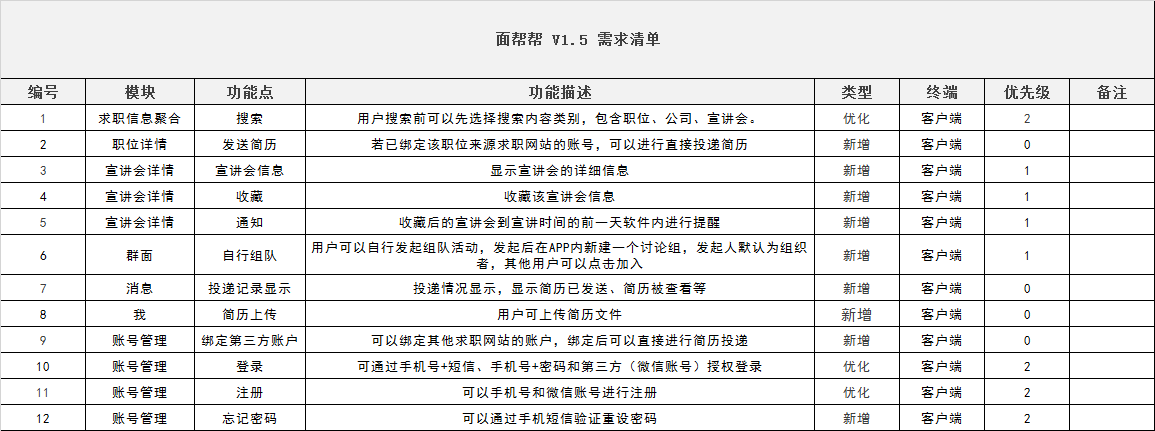 面帮帮 V1.5 需求清单
编号 模块 功能点 功能描述 类型 终端 优先级 备注
1 求职信息聚合 搜索 用户搜索前可以先选择搜索内容类别，包含职位、公司、宣讲会。 优化 客户端 2
2 职位详情 发送简历 若已绑定该职位来源求职网站的账号，可以进行直接投递简历 新增 客户端 0
3 宣讲会详情 宣讲会信息 显示宣讲会的详细信息 新增 客户端 1
4 宣讲会详情 收藏 收藏该宣讲会信息 新增 客户端 1
5 宣讲会详情 通知 收藏后的宣讲会到宣讲时间的前一天软件内进行提醒 新增 客户端 1
6 群面 自行组队 用户可以自行发起组队活动，发起后在APP内新建一个讨论组，发起人默认为组织
者，其他用户可以点击加入 新增 客户端 1
7 消息 投递记录显示 投递情况显示，显示简历已发送、简历被查看等 新增 客户端 0
8 我 简历上传 用户可上传简历文件 新增 客户端 0
9 账号管理 绑定第三方账户 可以绑定其他求职网站的账户，绑定后可以直接进行简历投递 新增 客户端 0
10 账号管理 登录 可通过手机号+短信、手机号+密码和第三方（微信账号）授权登录 优化 客户端 2
11 账号管理 注册 可以手机号和微信账号进行注册 优化 客户端 2
12 账号管理 忘记密码 可以通过手机短信验证重设密码 新增 客户端 2